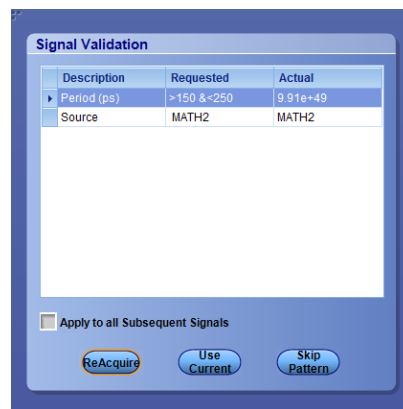 Signal Validation
Description Requested Actual
Period (ps) >150 &<250 9.91e+49
Source MATH2 MATH2
Apply to all Subsequent Signals
ReAcquire
Use
Current
Skip
Pattern